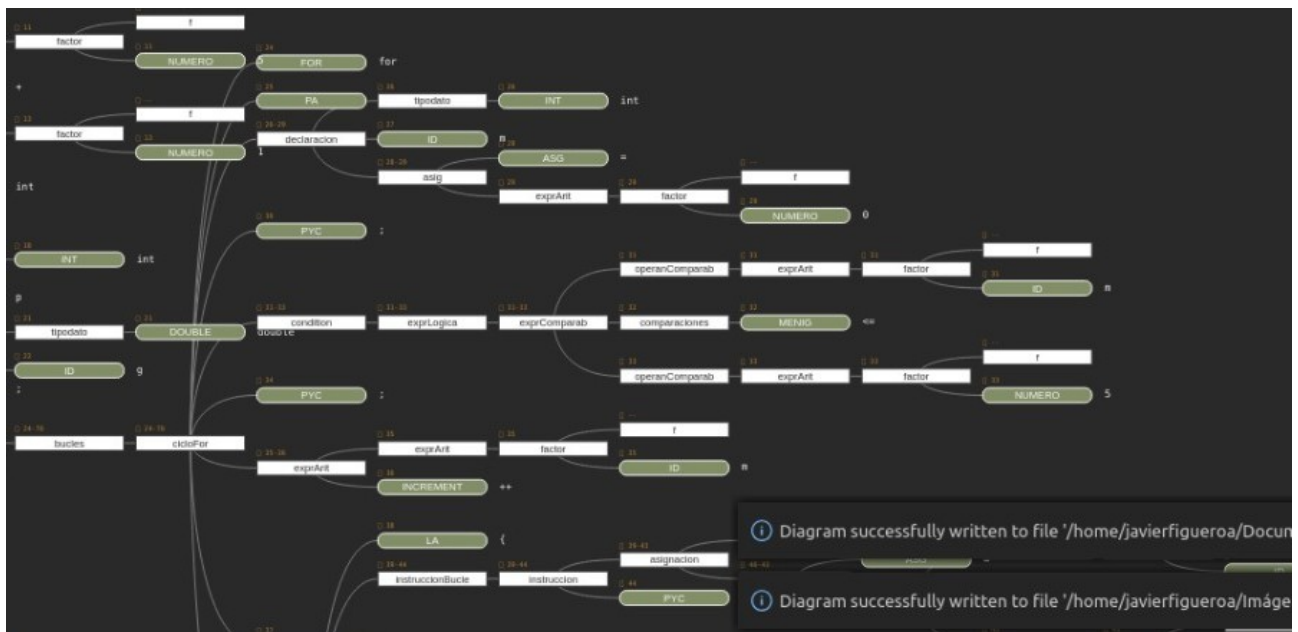 f
factor
NUMERO 5 FOR for
+
PA tipodato INT int
f
factor declaracion ID m
NUMERO 1 ASG =
asig
int exprArit factor f
NUMERO 0
PYC ;
f
INT int operanComparab exprArit factor
ID m
p
tipodato DOUBLE double condition exprLogica exprComparab comparaciones MENIG <=
f
ID g operanComparab exprArit factor
; PYC ; NUMERO 5
f
bucles cicloFor exprArit factor
exprArit ID m
INCREMENT ++
LA {
Diagram successfully written to file '/home/javierfigueroa/Docum
asignacion
instruccionBucle instruccion
PYC
Diagram successfully written to file '/home/javierfigueroa/Imáge